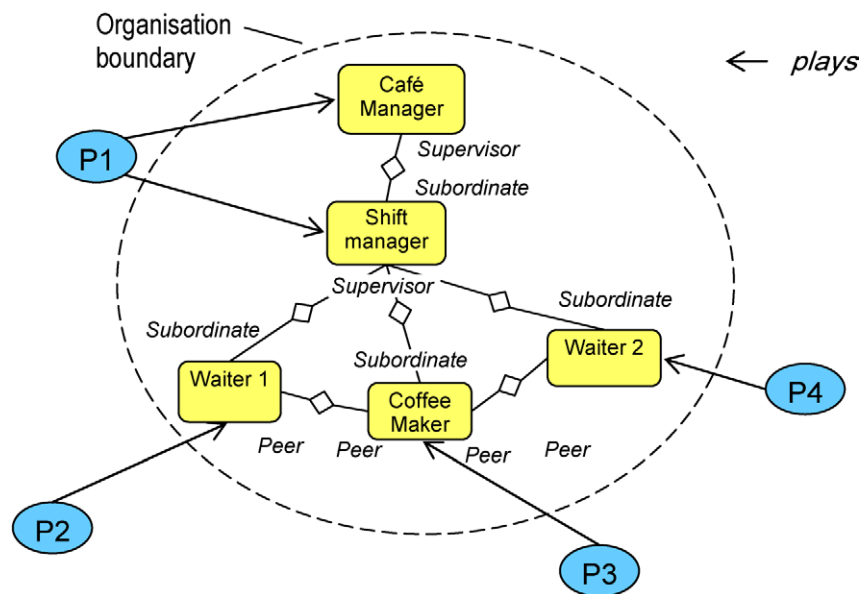 Organisation
boundary
plays
Café
Manager
P1
Supervisor
Subordinate
Shift
manager
Supervisor
Subordinate
Subordinate
Subordinate
Waiter 1
Waiter 2
Coffee
Maker
P4
Peer
Peer
Peer
Peer
P2
P3